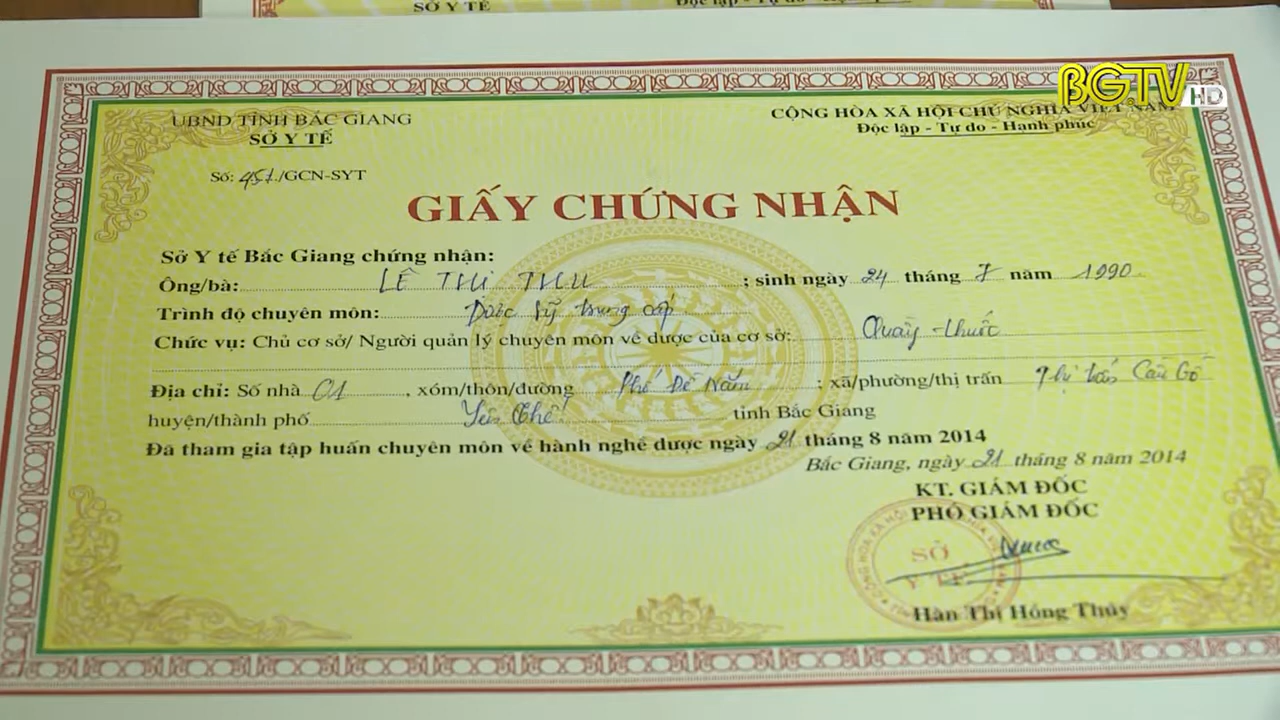 SỞ Y TẾ
Độc lập - Tự do
BGTV HD
UBND TỈNH BẮC GIANG
SỞ Y TẾ
CỘNG HÒA XÃ HỘI CHỦ NGHĨA VIỆT NAM
Độc lập - Tự do - Hạnh phúc
Số: 451./GCN-SYT
GIẤY CHỨNG NHẬN
Sở Y tế Bắc Giang chứng nhận:
Ông/bà: LÊ THỊ THU ; sinh ngày 24 tháng 7 năm 1990
Trình độ chuyên môn: Dược sỹ trung cấp
Chức vụ: Chủ cơ sở/ Người quản lý chuyên môn về dược của cơ sở: Quầy thuốc
Địa chỉ: Số nhà 01, xóm/thôn/đường Phố Đề Nắm ; xã/phường/thị trấn Thị trấn Cầu Gồ
huyện/thành phố Yên Thế tỉnh Bắc Giang
Đã tham gia tập huấn chuyên môn về hành nghề dược ngày 21 tháng 8 năm 2014
Bắc Giang, ngày 21 tháng 8 năm 2014
KT. GIÁM ĐỐC
PHÓ GIÁM ĐỐC
SỞ
Y TẾ
Hàn Thị Hồng Thúy